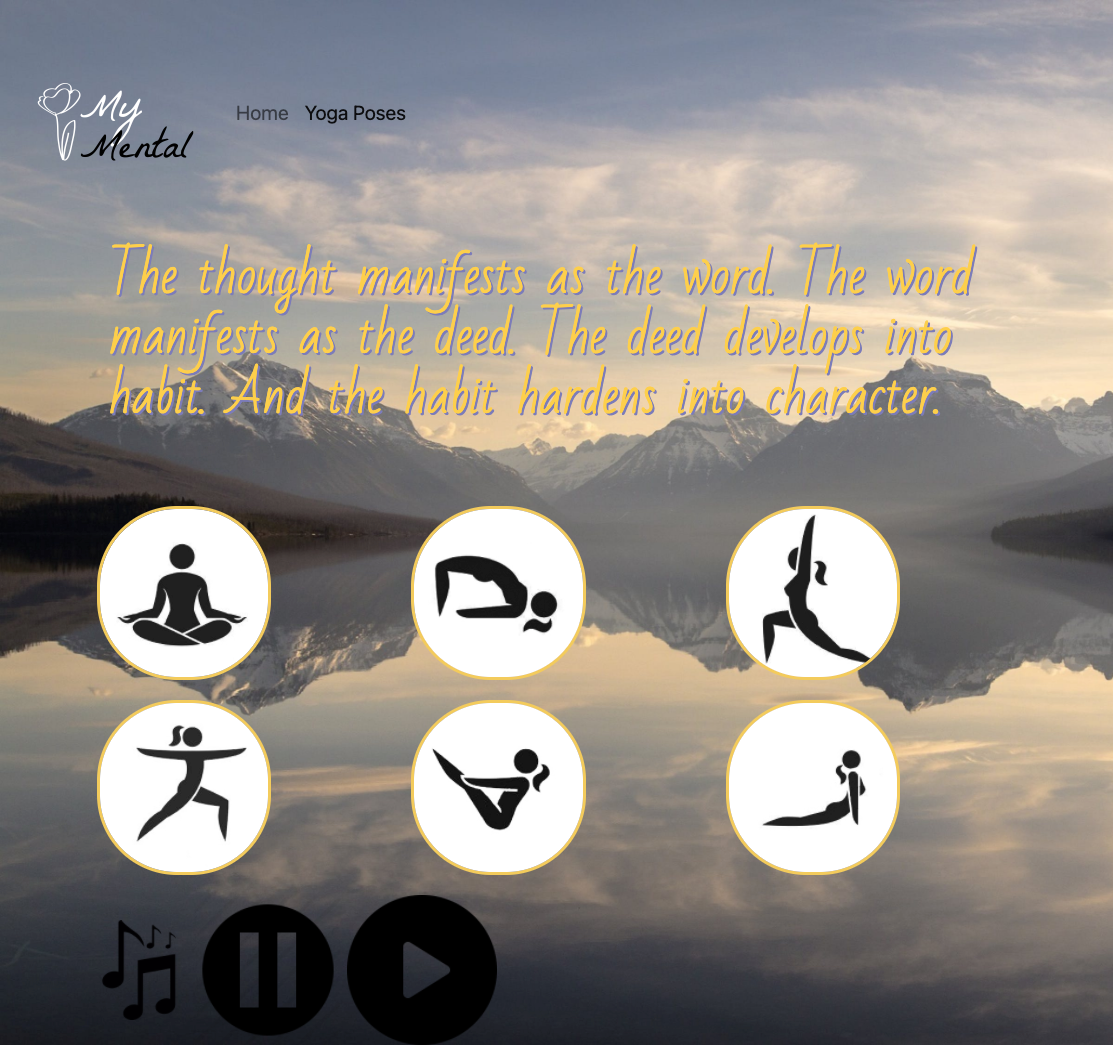 My
Mental
Home Yoga Poses
The thought manifests as the word. The word
manifests as the deed. The deed develops into
habit. And the habit hardens into character.